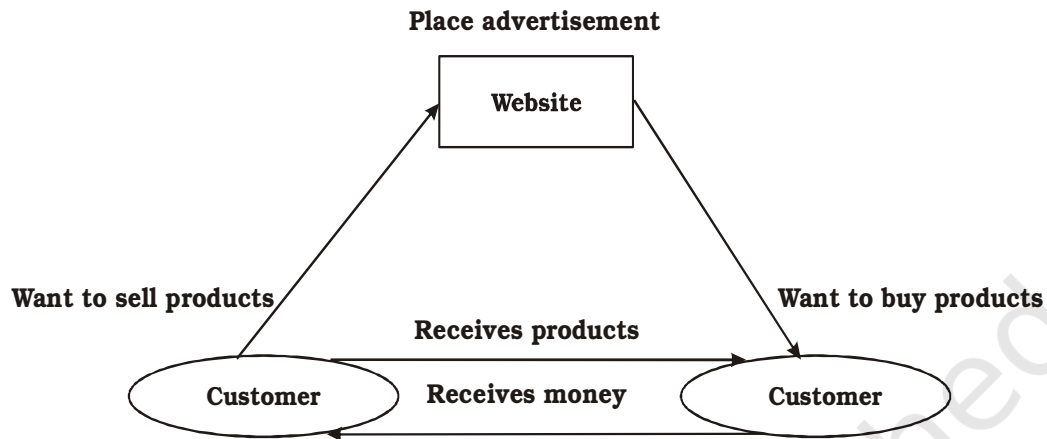 Place advertisement
Website
Want to sell products
Want to buy products
Receives products
Customer
Receives money
Customer